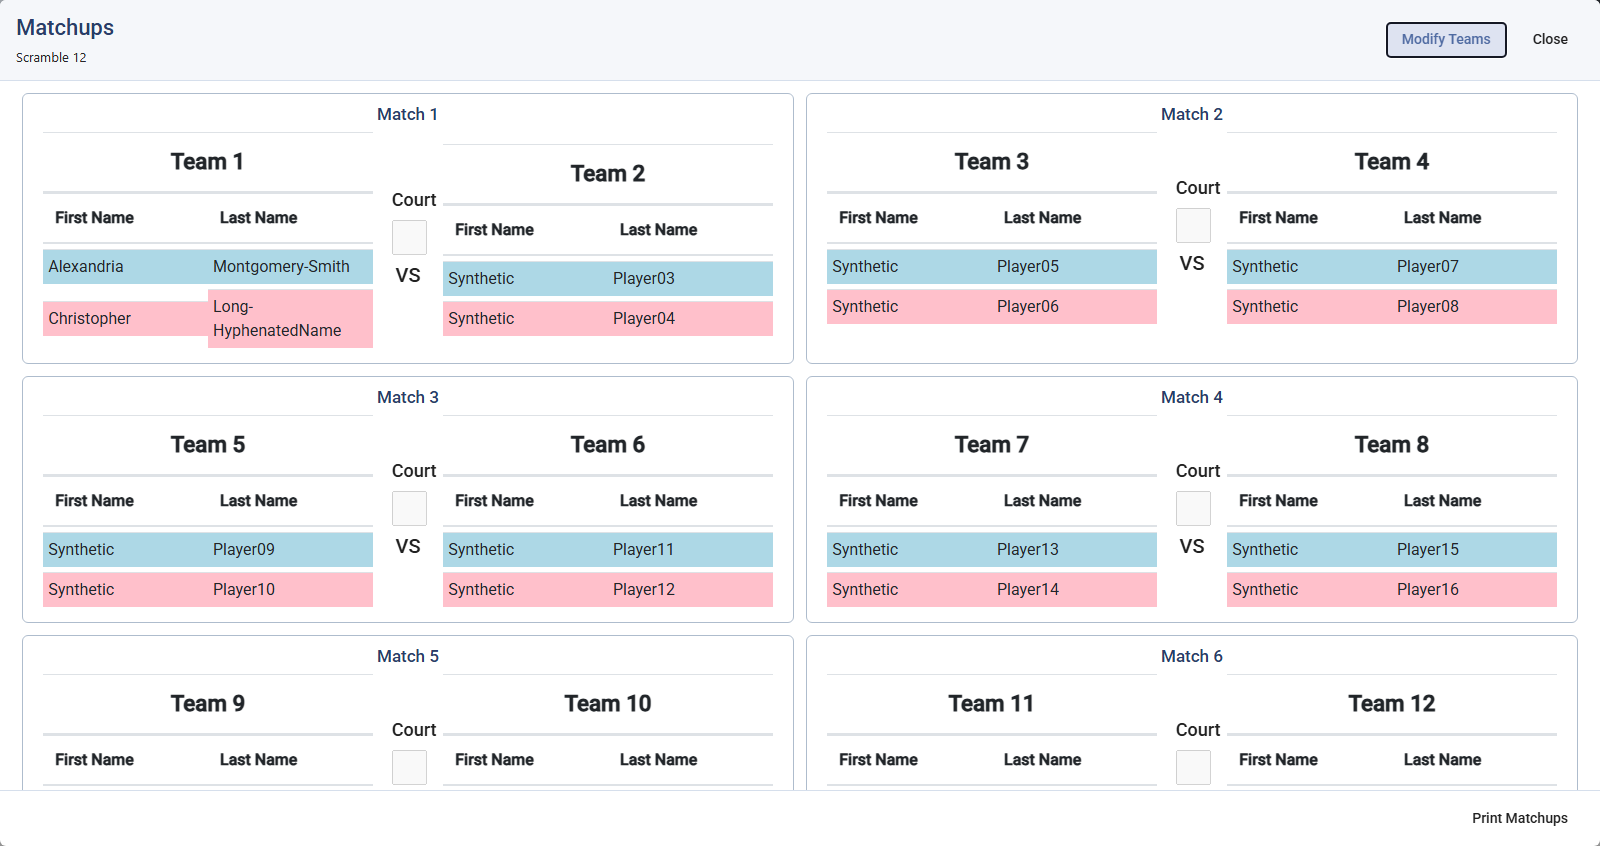 Matchups
Scramble 12
Modify Teams
Close
Match 1
Team 1
First Name Last Name
Alexandria Montgomery-Smith
Christopher Long-
HyphenatedName
Court
VS
Team 2
First Name Last Name
Synthetic Player03
Synthetic Player04
Match 2
Team 3
First Name Last Name
Synthetic Player05
Synthetic Player06
Court
VS
Team 4
First Name Last Name
Synthetic Player07
Synthetic Player08
Match 3
Team 5
First Name Last Name
Synthetic Player09
Synthetic Player10
Court
VS
Team 6
First Name Last Name
Synthetic Player11
Synthetic Player12
Match 4
Team 7
First Name Last Name
Synthetic Player13
Synthetic Player14
Court
VS
Team 8
First Name Last Name
Synthetic Player15
Synthetic Player16
Match 5
Team 9
First Name Last Name
Court
Team 10
First Name Last Name
Match 6
Team 11
First Name Last Name
Court
Team 12
First Name Last Name
Print Matchups